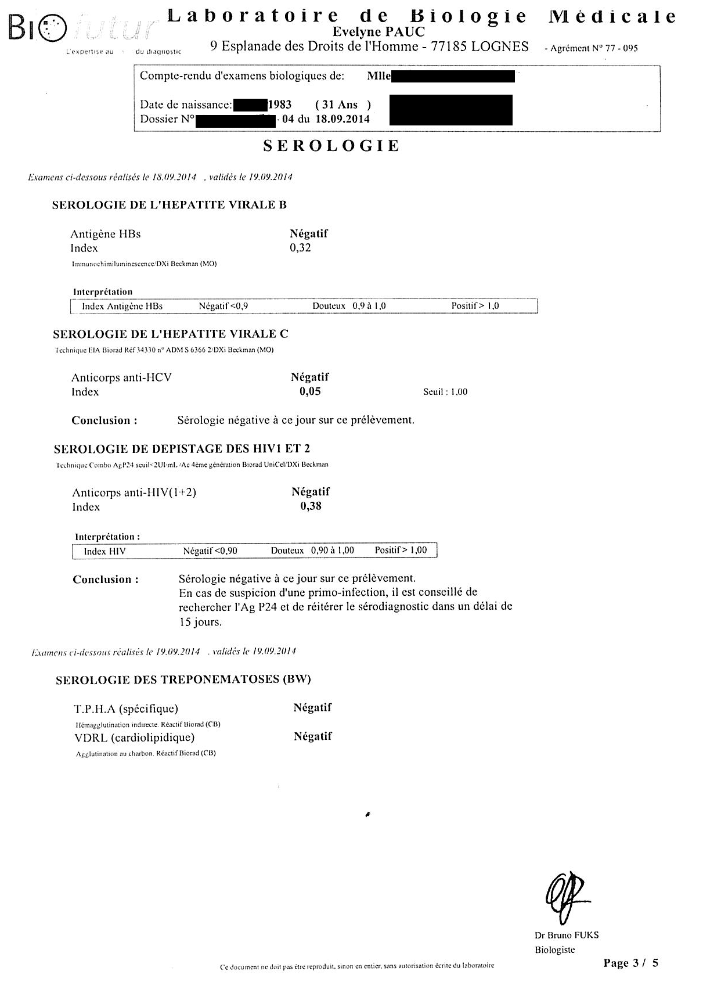 BIO futur
Laboratoire de Biologie Médicale
Evelyne PAUC
9 Esplanade des Droits de l'Homme - 77185 LOGNES - Agrément N° 77 - 095
L'expertise au du diagnostic
Compte-rendu d'examens biologiques de: Mlle
Date de naissance: 1983 ( 31 Ans )
Dossier N° 04 du 18.09.2014
SEROLOGIE
Examens ci-dessous réalisés le 18.09.2014 , validés le 19.09.2014
SEROLOGIE DE L'HEPATITE VIRALE B
Antigène HBs Négatif
Index 0,32
Immunochimiluminescence/DXi Beckman (MO)
Interprétation
Index Antigène HBs Négatif <0,9 Douteux 0,9 à 1,0 Positif > 1,0
SEROLOGIE DE L'HEPATITE VIRALE C
Technique EIA Biorad Réf 34330 n° ADM S 6366 2/DXi Beckman (MO)
Anticorps anti-HCV Négatif
Index 0,05 Seuil : 1,00
Conclusion : Sérologie négative à ce jour sur ce prélèvement.
SEROLOGIE DE DEPISTAGE DES HIV1 ET 2
Technique Combo AgP24 seuil<2UI/mL /Ac 4ème génération Biorad UniCel/DXi Beckman
Anticorps anti-HIV(1+2) Négatif
Index 0,38
Interprétation :
Index HIV Négatif <0,90 Douteux 0,90 à 1,00 Positif > 1,00
Conclusion : Sérologie négative à ce jour sur ce prélèvement.
En cas de suspicion d'une primo-infection, il est conseillé de
rechercher l'Ag P24 et de réitérer le sérodiagnostic dans un délai de
15 jours.
Examens ci-dessous réalisés le 19.09.2014 , validés le 19.09.2014
SEROLOGIE DES TREPONEMATOSES (BW)
T.P.H.A (spécifique) Négatif
Hémagglutination indirecte. Réactif Biorad (CB)
VDRL (cardiolipidique) Négatif
Agglutination au charbon. Réactif Biorad (CB)
Dr Bruno FUKS
Biologiste
Ce document ne doit pas être reproduit, sinon en entier, sans autorisation écrite du laboratoire
Page 3 / 5